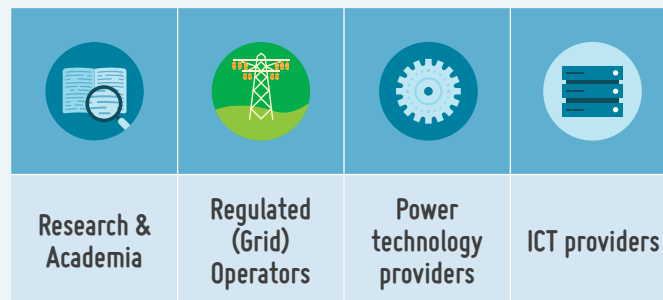 Research &
Academia
Regulated
(Grid)
Operators
Power
technology
providers
ICT providers